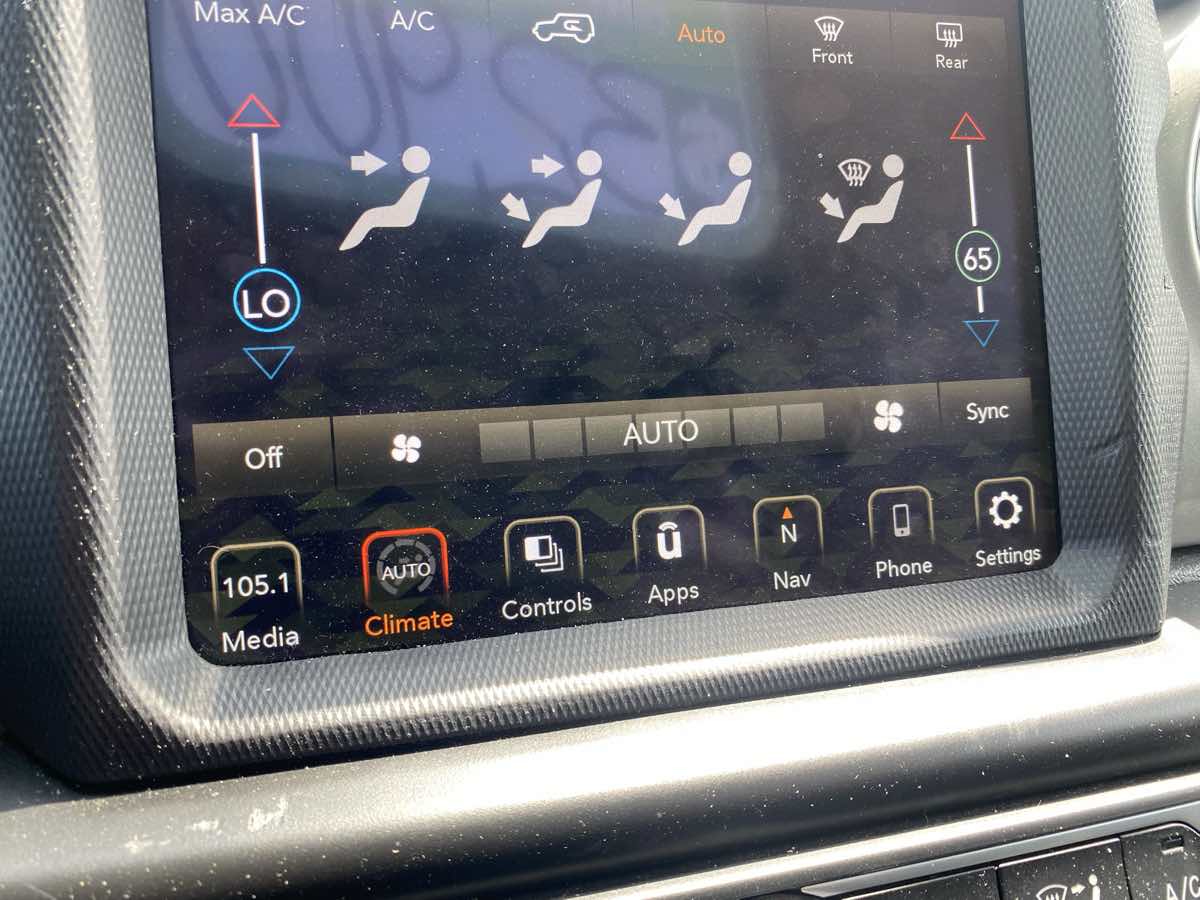 Max A/C
A/C
Auto
Front
Rear
LO
65
Off
AUTO
Sync
105.1
Media
AUTO
Climate
Controls
ū
Apps
N
Nav
Phone
Settings
A/C